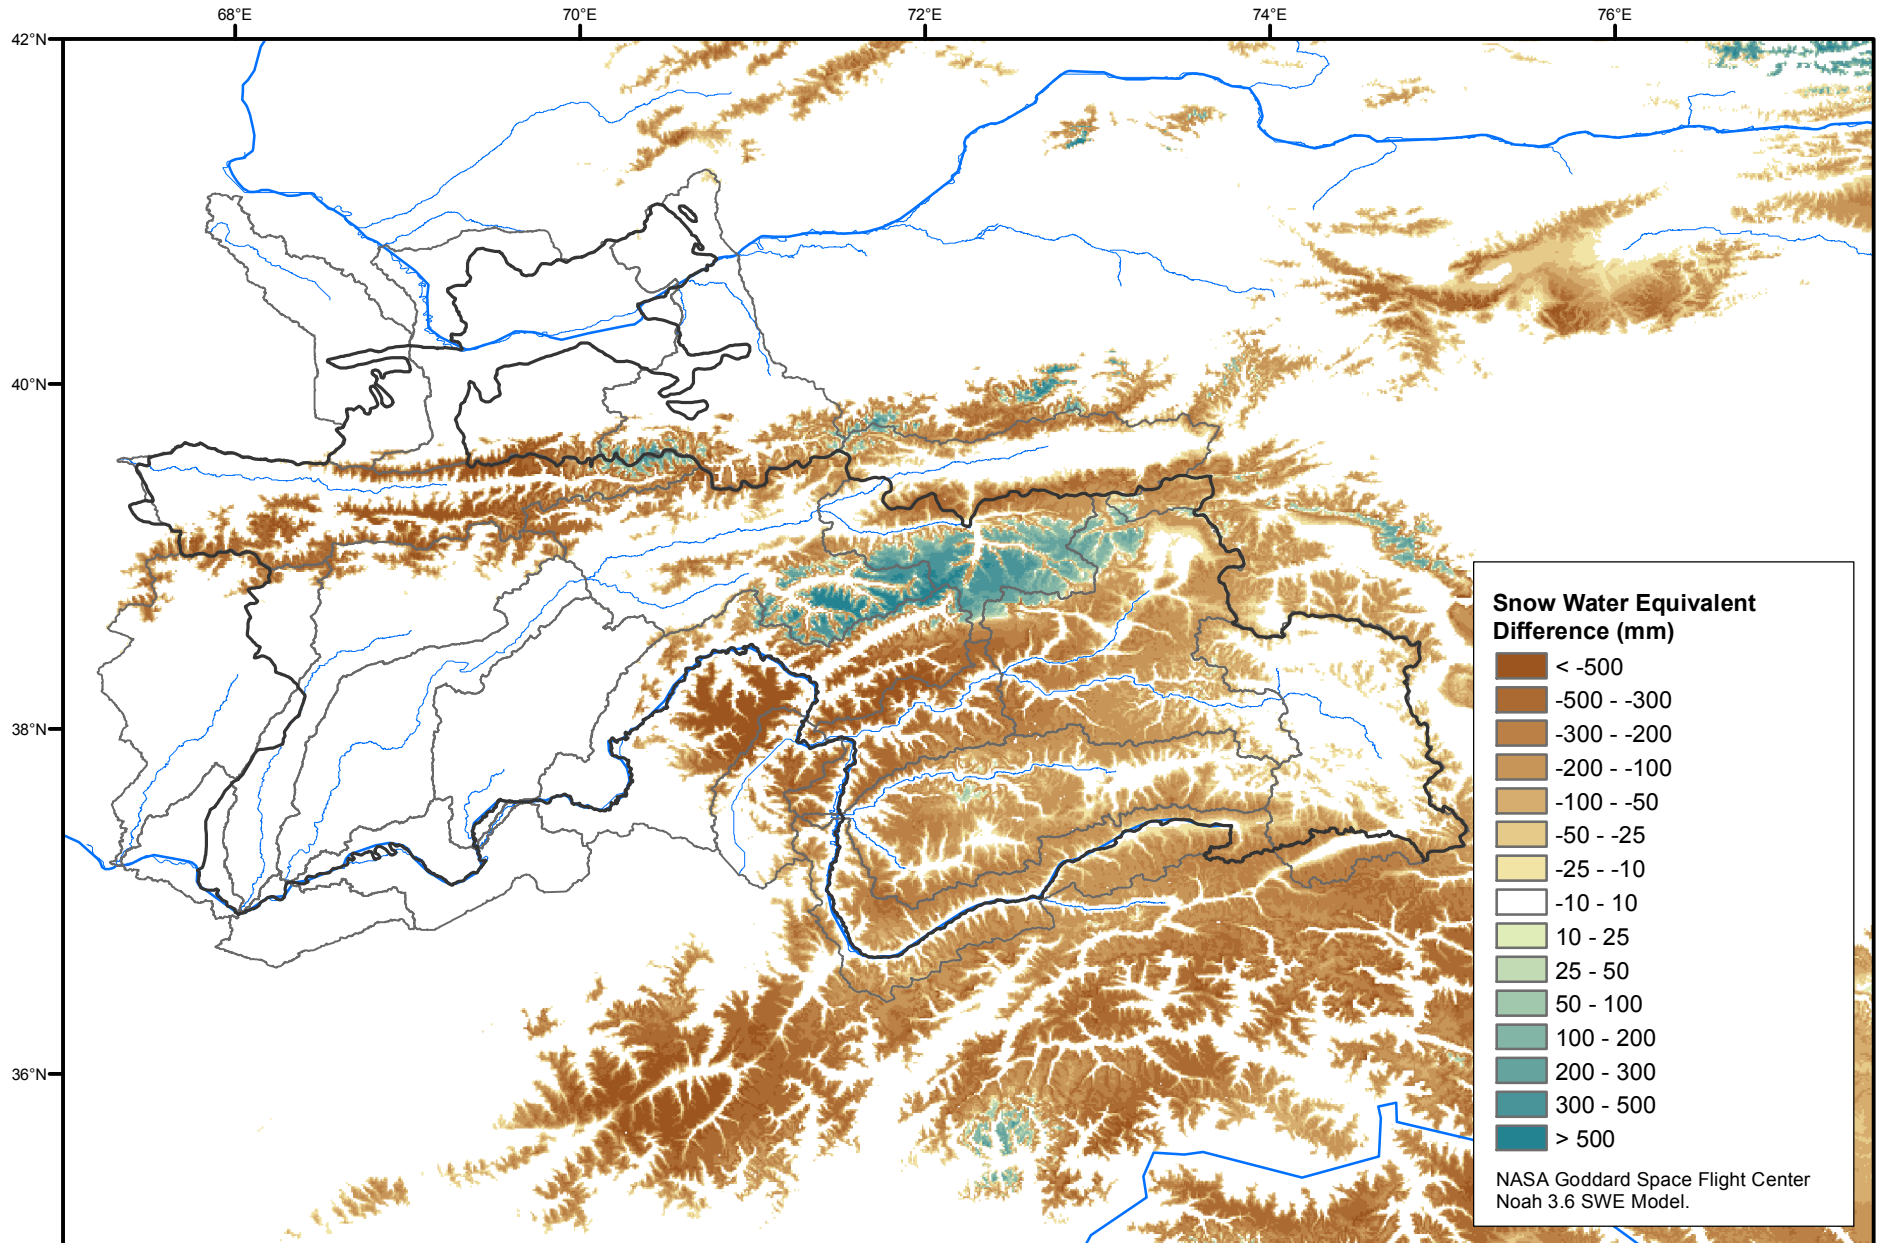 68°E 70°E 72°E 74°E 76°E
42°N
40°N
38°N
36°N
Snow Water Equivalent
Difference (mm)
< -500
-500 - -300
-300 - -200
-200 - -100
-100 - -50
-50 - -25
-25 - -10
-10 - 10
10 - 25
25 - 50
50 - 100
100 - 200
200 - 300
300 - 500
> 500
NASA Goddard Space Flight Center
Noah 3.6 SWE Model.